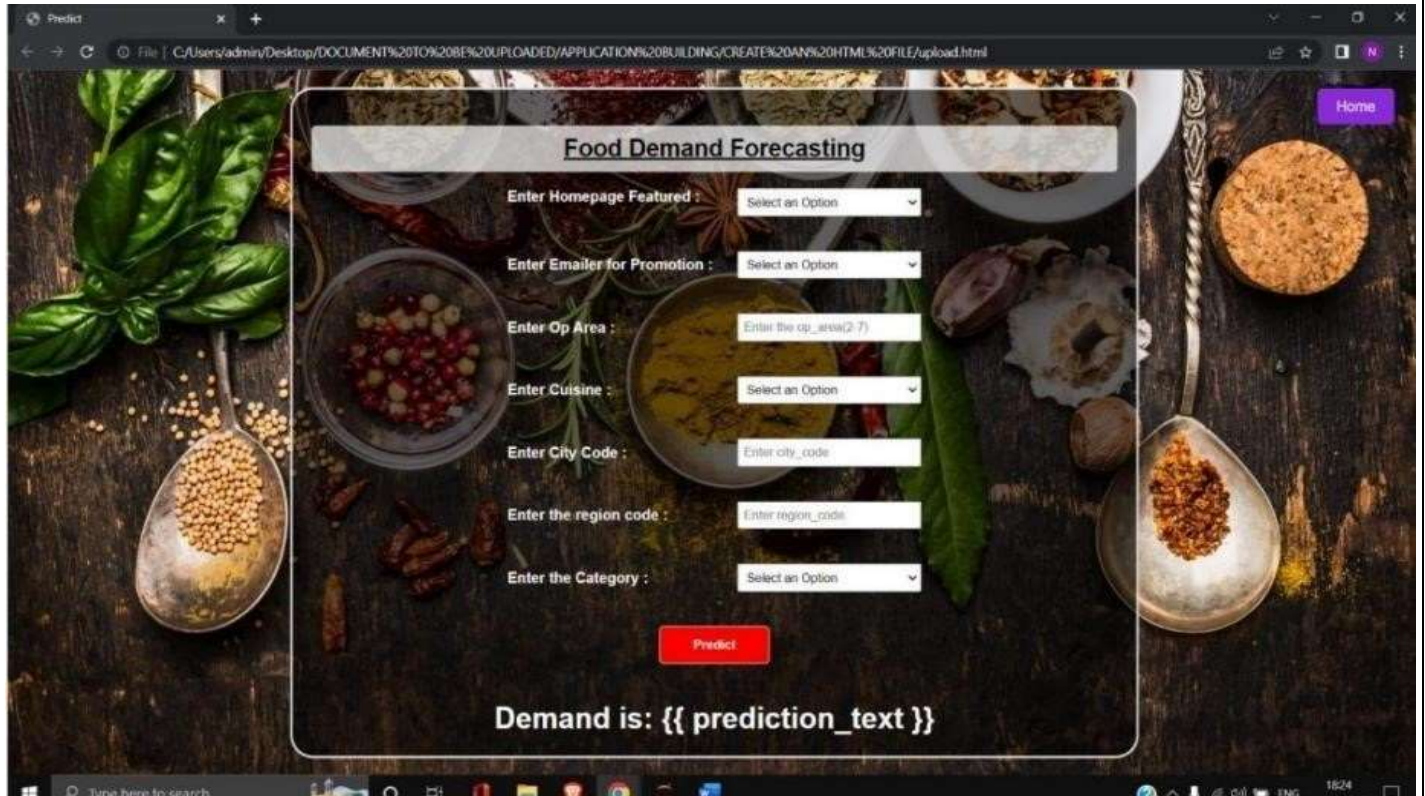 Predict
File | C:/Users/admin/Desktop/DOCUMENT%20TO%20BE%20UPLOADED/APPLICATION%20BUILDING/CREATE%20AN%20HTML%20FILE/upload.html
N
Home
Food Demand Forecasting
Enter Homepage Featured : Select an Option
Enter Emailer for Promotion : Select an Option
Enter Op Area : Enter the op_area(2-7)
Enter Cuisine : Select an Option
Enter City Code : Enter city_code
Enter the region code : Enter region_code
Enter the Category : Select an Option
Predict
Demand is: {{ prediction_text }}
Type here to search
ENG
18:24